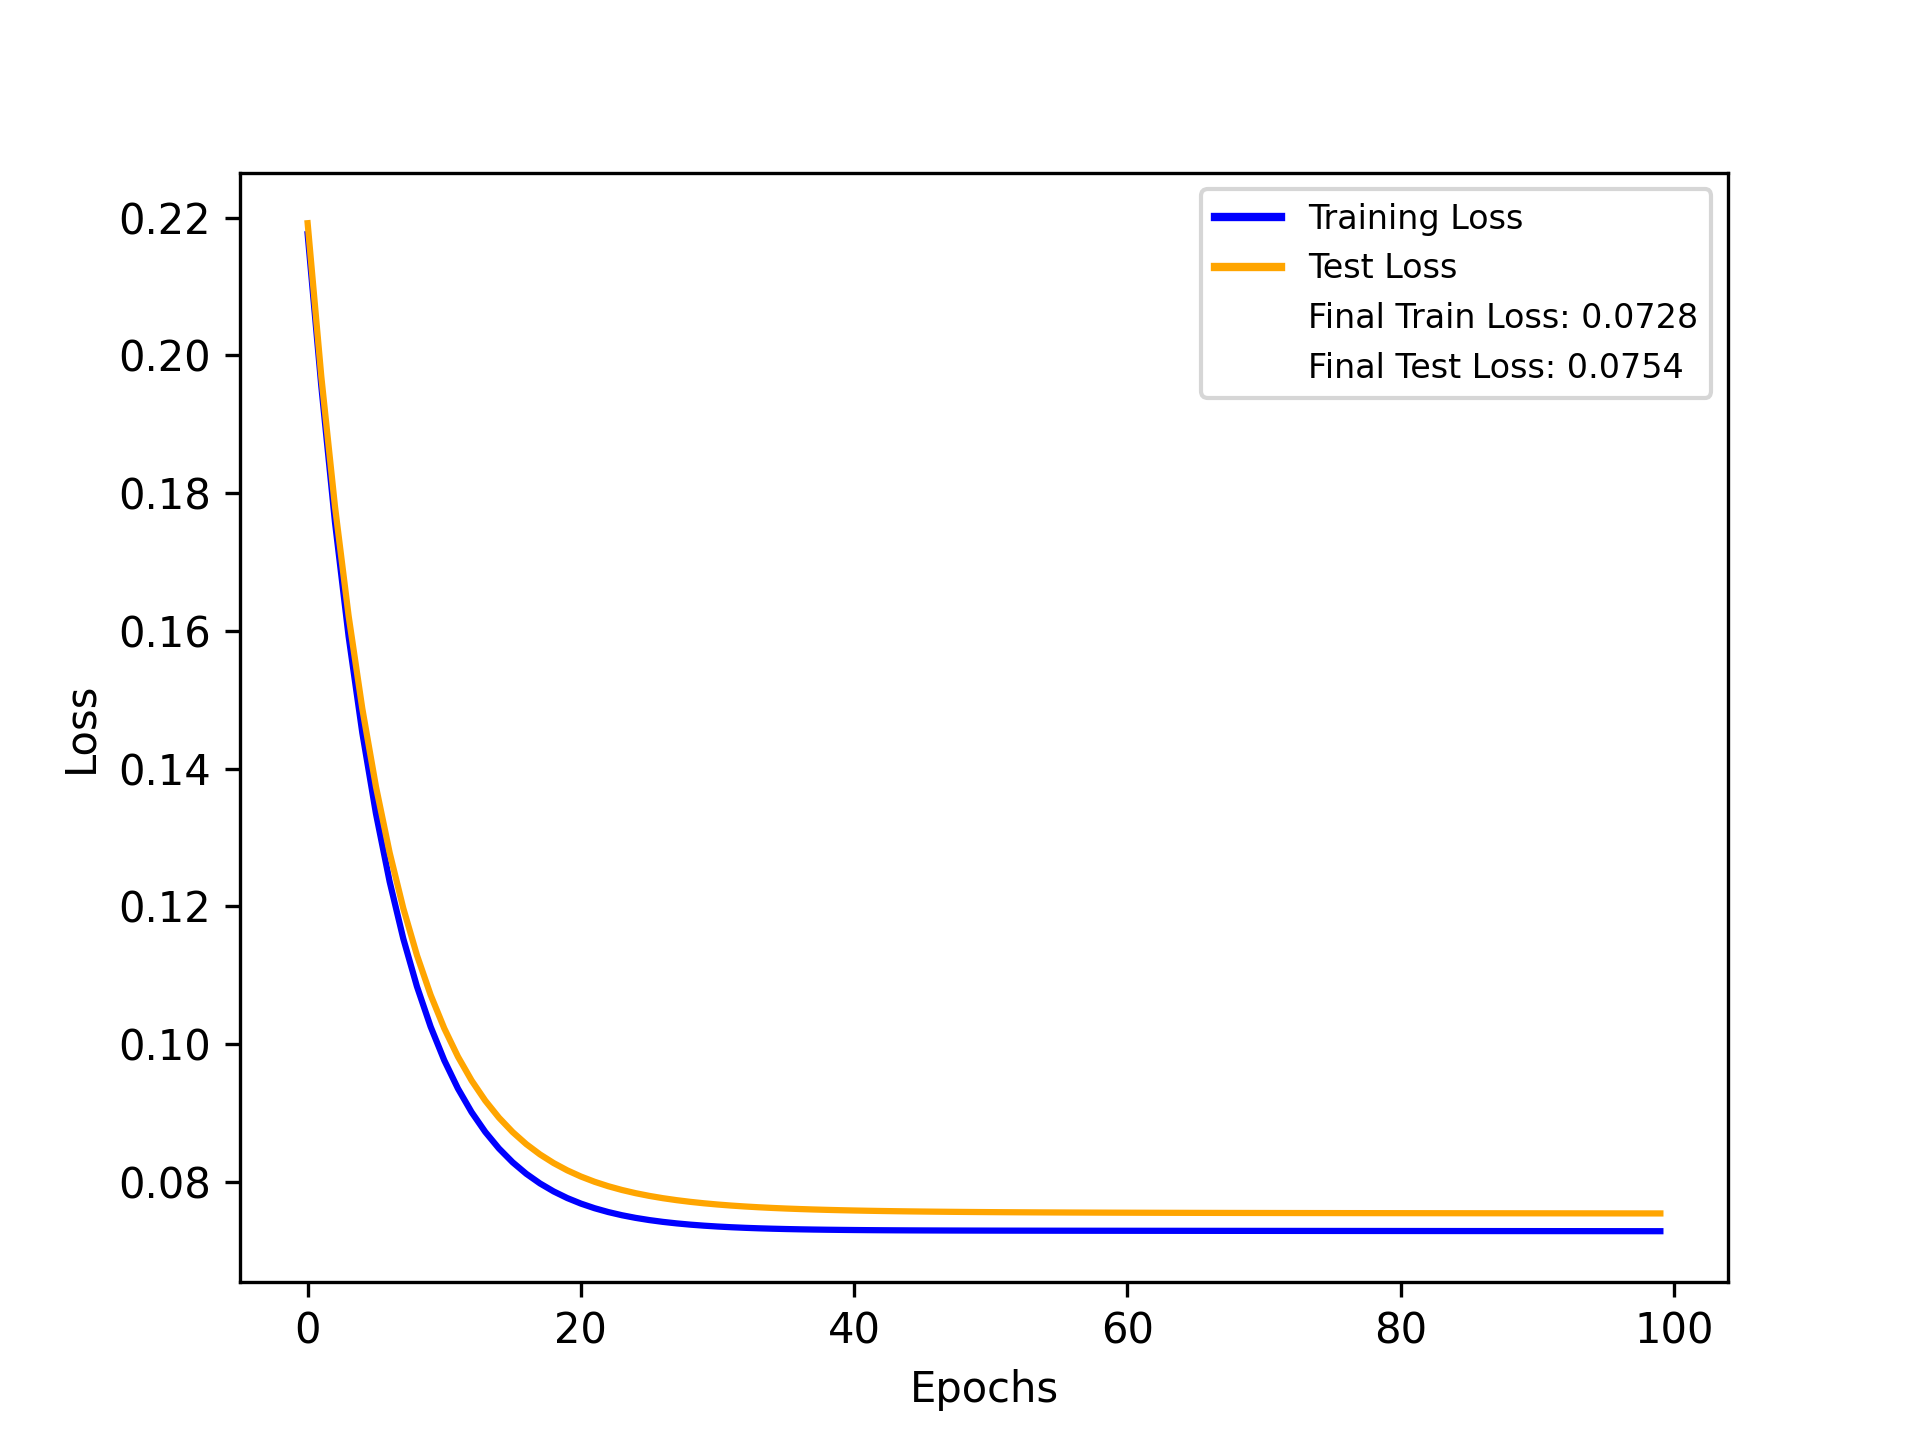 Training Loss
Test Loss
Final Train Loss: 0.0728
Final Test Loss: 0.0754
0.22
0.20
0.18
0.16
0.14
0.12
0.10
0.08
Loss
0 20 40 60 80 100
Epochs